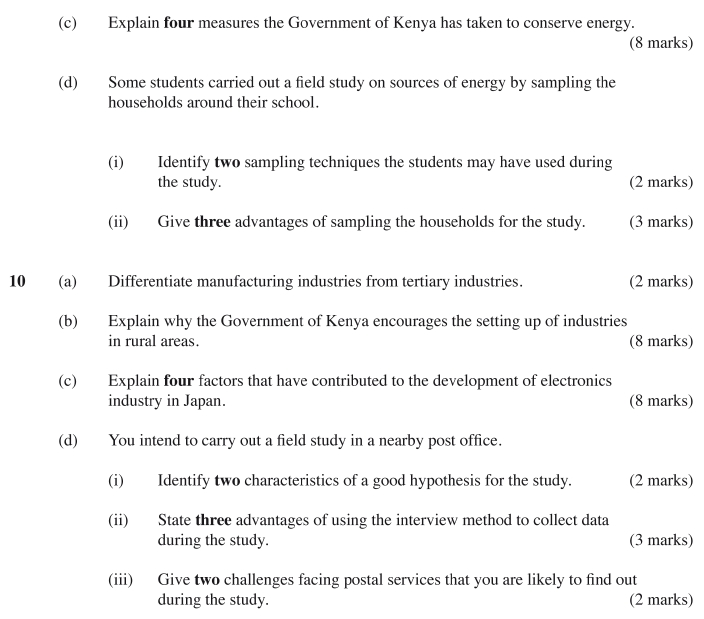 (c) Explain four measures the Government of Kenya has taken to conserve energy.
(8 marks)
(d) Some students carried out a field study on sources of energy by sampling the
households around their school.
(i) Identify two sampling techniques the students may have used during
the study. (2 marks)
(ii) Give three advantages of sampling the households for the study. (3 marks)
10 (a) Differentiate manufacturing industries from tertiary industries. (2 marks)
(b) Explain why the Government of Kenya encourages the setting up of industries
in rural areas. (8 marks)
(c) Explain four factors that have contributed to the development of electronics
industry in Japan. (8 marks)
(d) You intend to carry out a field study in a nearby post office.
(i) Identify two characteristics of a good hypothesis for the study. (2 marks)
(ii) State three advantages of using the interview method to collect data
during the study. (3 marks)
(iii) Give two challenges facing postal services that you are likely to find out
during the study. (2 marks)